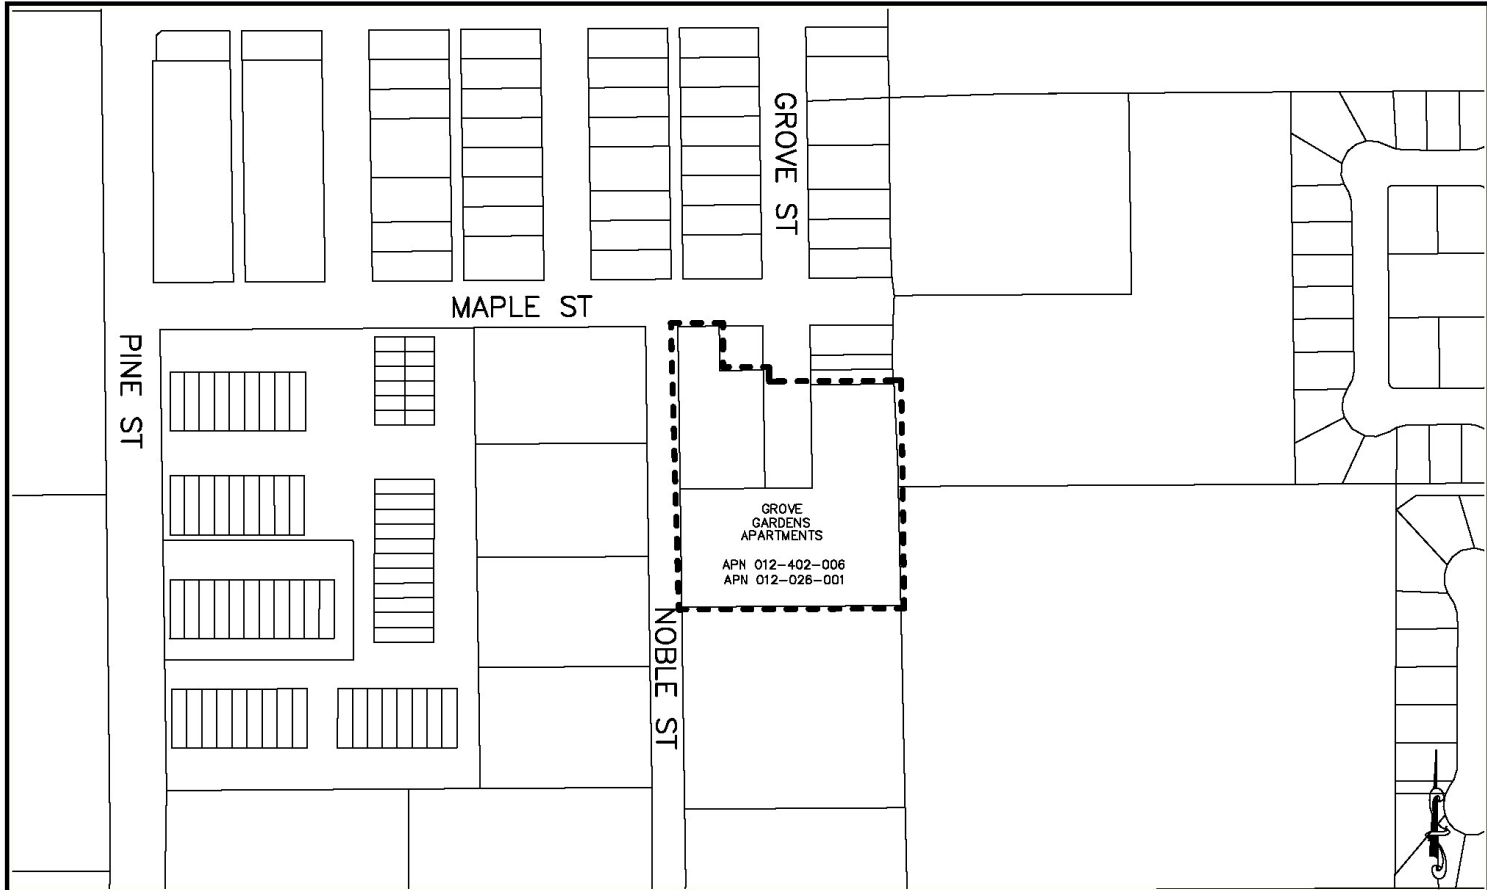 GROVE ST
MAPLE ST
PINE ST
GROVE
GARDENS
APARTMENTS
APN 012-402-006
APN 012-026-001
NOBLE ST